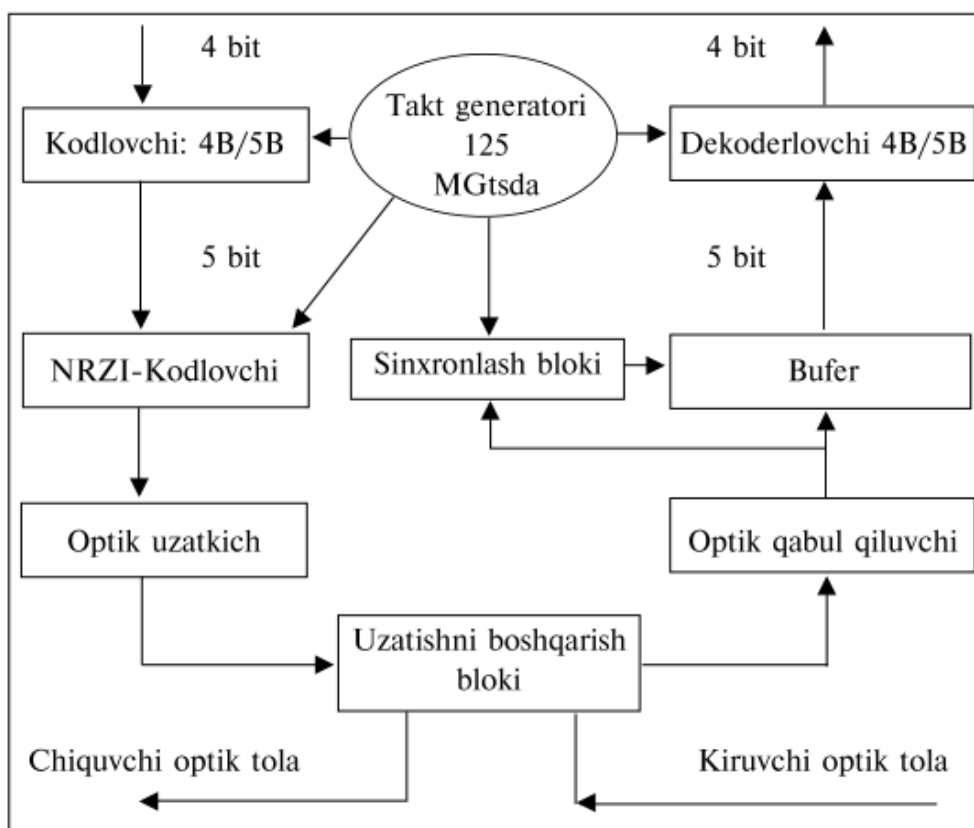 4 bit
4 bit
Takt generatori
125
MGtsda
Kodlovchi: 4B/5B
Dekoderlovchi 4B/5B
5 bit
5 bit
NRZI-Kodlovchi
Sinxronlash bloki
Bufer
Optik uzatkich
Optik qabul qiluvchi
Uzatishni boshqarish
bloki
Chiquvchi optik tola
Kiruvchi optik tola